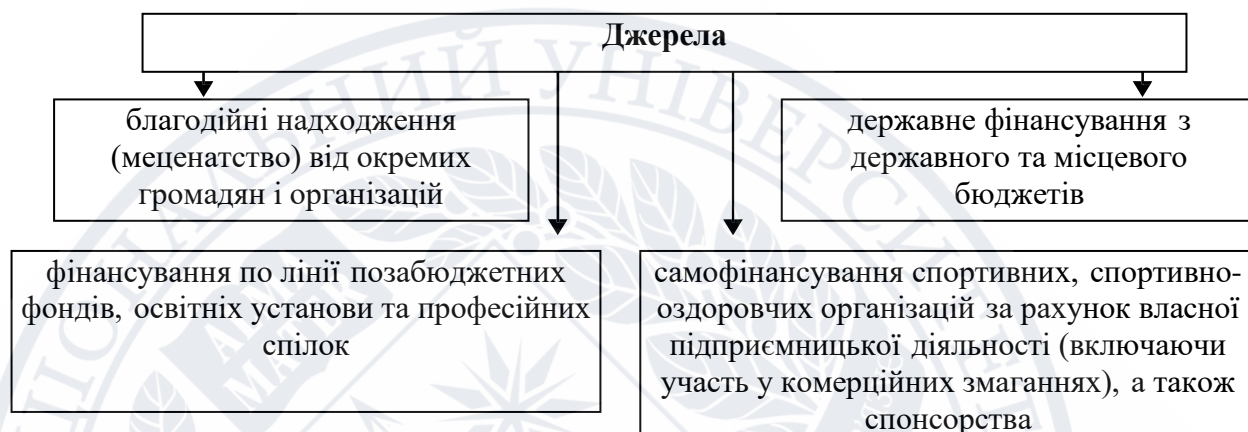 Джерела
благодійні надходження
(меценатство) від окремих
громадян і організацій
державне фінансування з
державного та місцевого
бюджетів
фінансування по лінії позабюджетних
фондів, освітніх установи та професійних
спілок
самофінансування спортивних, спортивно-
оздоровчих організацій за рахунок власної
підприємницької діяльності (включаючи
участь у комерційних змаганнях), а також
спонсорства